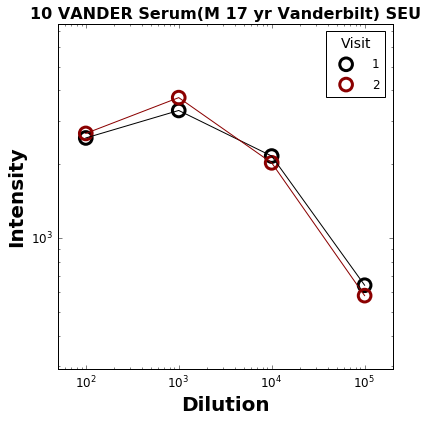 10 VANDER Serum(M 17 yr Vanderbilt) SEU
Visit
1
2
Intensity
10³
10² 10³ 10⁴ 10⁵
Dilution